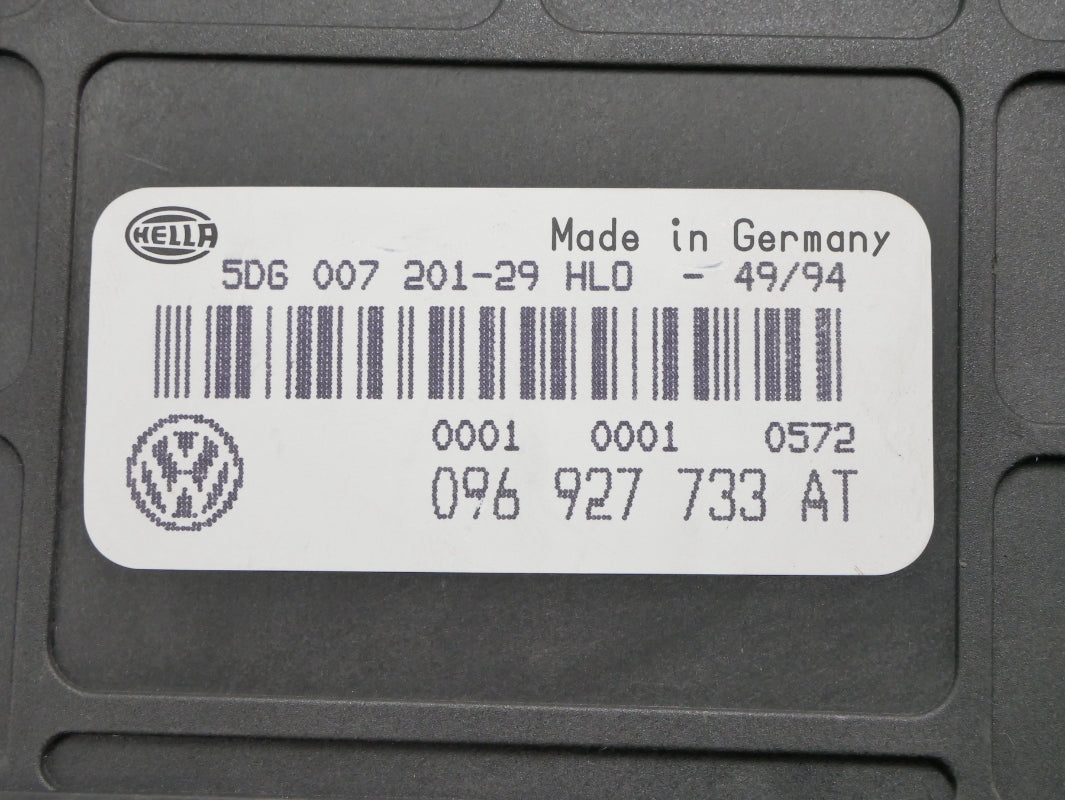 HELLA
Made in Germany
5DG 007 201-29 HLO - 49/94
0001 0001 0572
096 927 733 AT